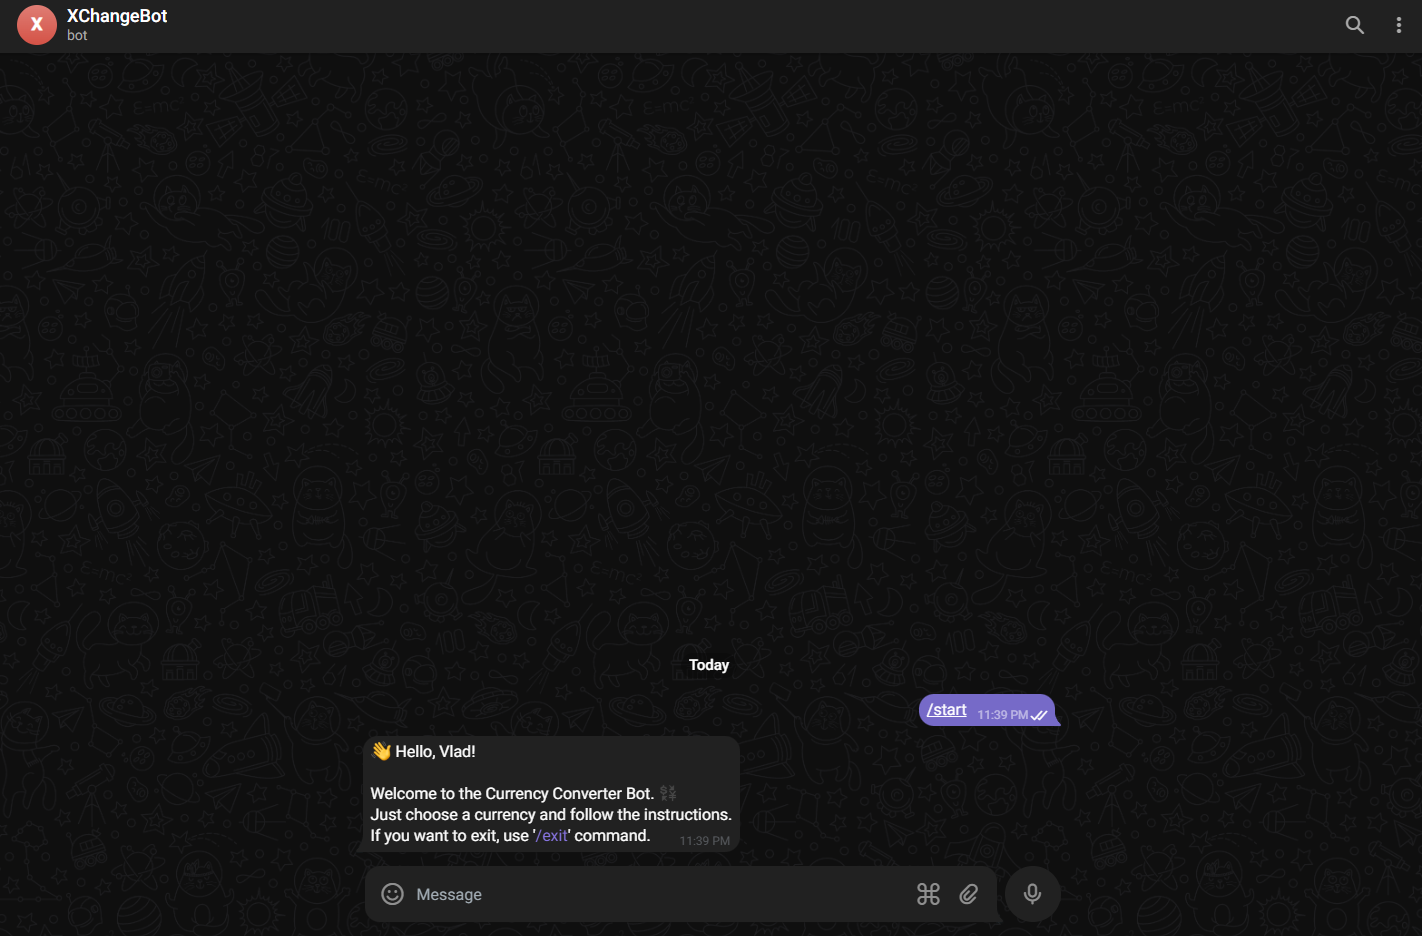 X
XChangeBot
bot
Today
/start 11:39 PM
👋 Hello, Vlad!
Welcome to the Currency Converter Bot. 💱
Just choose a currency and follow the instructions.
If you want to exit, use '/exit' command. 11:39 PM
Message